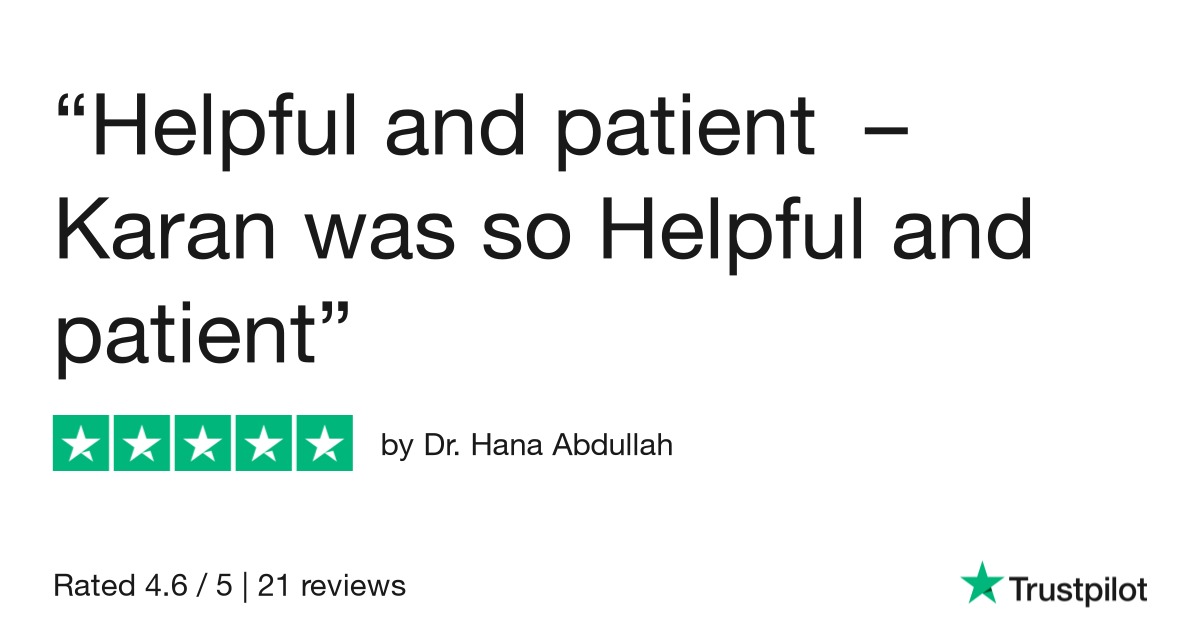 “Helpful and patient  –
Karan was so Helpful and
patient”
by Dr. Hana Abdullah
Rated 4.6 / 5 | 21 reviews
Trustpilot